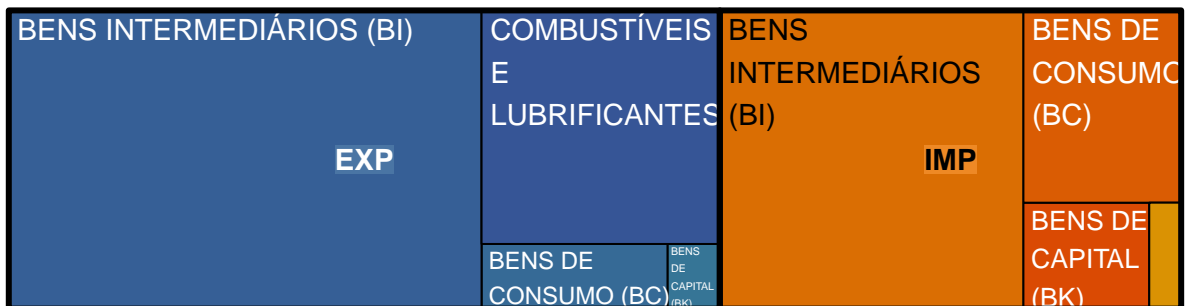 BENS INTERMEDIÁRIOS (BI)
COMBUSTÍVEIS
E
LUBRIFICANTES
EXP
BENS DE
CONSUMO (BC)
BENS
DE
CAPITAL
(BK)
BENS
INTERMEDIÁRIOS
(BI)
IMP
BENS DE
CONSUMO
(BC)
BENS DE
CAPITAL
(BK)